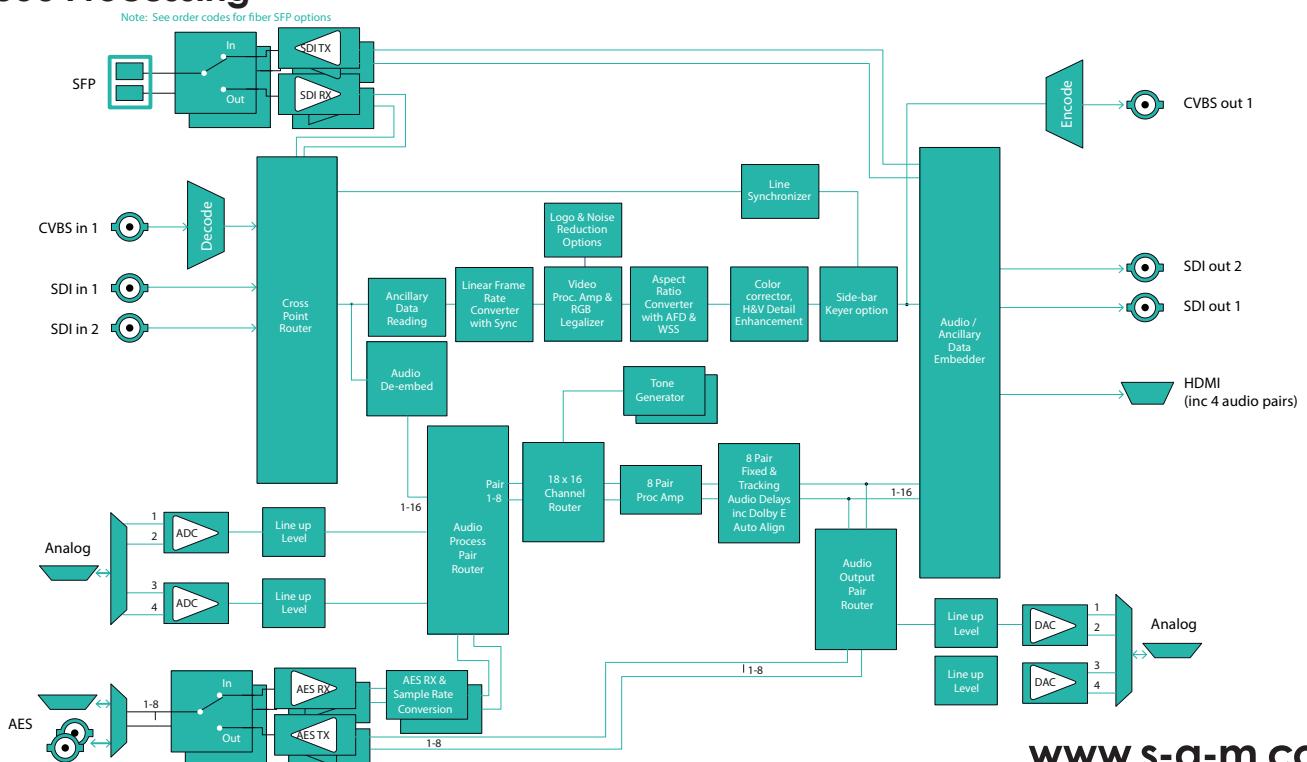 Note: See order codes for fiber SFP options
In
SDI TX
SFP
Out
SDI RX
Encode
CVBS out 1
Line
Synchronizer
Decode
CVBS in 1
Logo & Noise
Reduction
Options
SDI in 1
SDI in 2
Cross
Point
Router
Ancillary
Data
Reading
Linear Frame
Rate
Converter
with Sync
Video
Proc. Amp &
RGB
Legalizer
Aspect
Ratio
Converter
with AFD &
WSS
Color
corrector,
H&V Detail
Enhancement
Side-bar
Keyer option
Audio /
Ancillary
Data
Embedder
SDI out 2
SDI out 1
HDMI
(inc 4 audio pairs)
Audio
De-embed
Tone
Generator
1-16
Pair
1-8
Audio
Process
Pair
Router
18 x 16
Channel
Router
8 Pair
Proc Amp
8 Pair
Fixed &
Tracking
Audio Delays
inc Dolby E
Auto Align
1-16
Analog
1
2
ADC
Line up
Level
3
4
ADC
Line up
Level
Audio
Output
Pair
Router
Line up
Level
DAC
1
2
Analog
Line up
Level
DAC
3
4
1-8
AES
1-8
In
Out
AES RX
AES TX
AES RX &
Sample Rate
Conversion
1-8